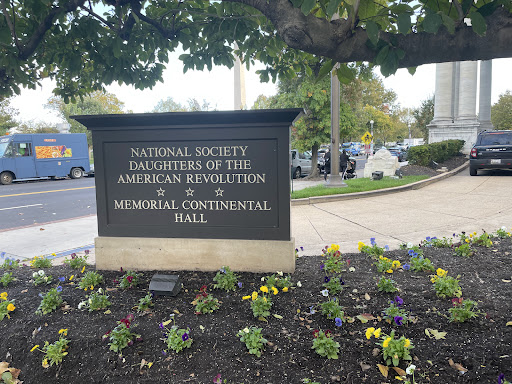 NATIONAL SOCIETY
DAUGHTERS OF THE
AMERICAN REVOLUTION
MEMORIAL CONTINENTAL
HALL